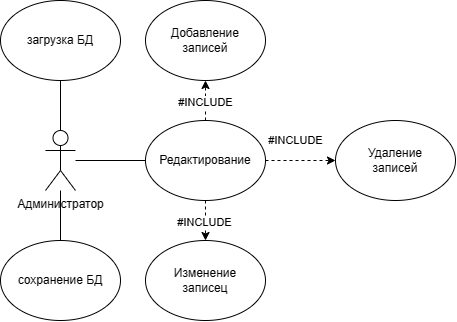 загрузка БД
Добавление
записей
#INCLUDE
Редактирование
#INCLUDE
Удаление
записей
Администратор
#INCLUDE
сохранение БД
Изменение
записец